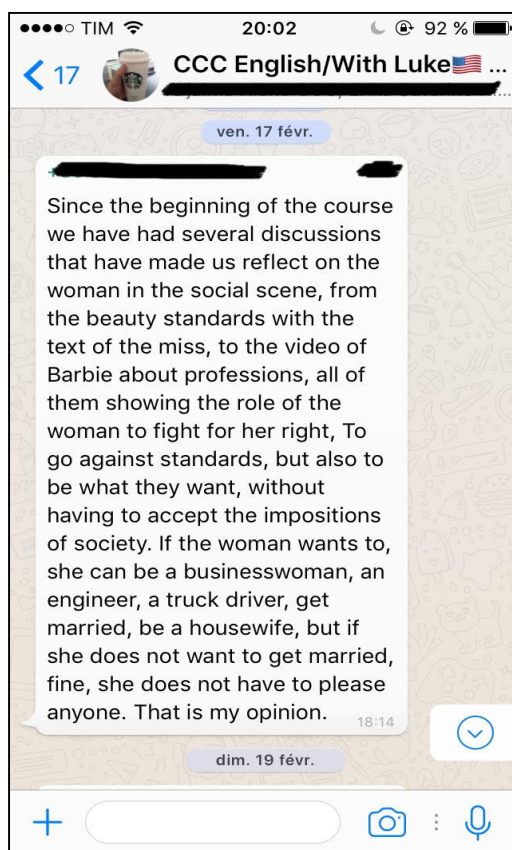 TIM 20:02 92 %
17 CCC English/With Luke🇺🇸 ...
ven. 17 févr.
Since the beginning of the course
we have had several discussions
that have made us reflect on the
woman in the social scene, from
the beauty standards with the
text of the miss, to the video of
Barbie about professions, all of
them showing the role of the
woman to fight for her right, To
go against standards, but also to
be what they want, without
having to accept the impositions
of society. If the woman wants to,
she can be a businesswoman, an
engineer, a truck driver, get
married, be a housewife, but if
she does not want to get married,
fine, she does not have to please
anyone. That is my opinion. 18:14
dim. 19 févr.